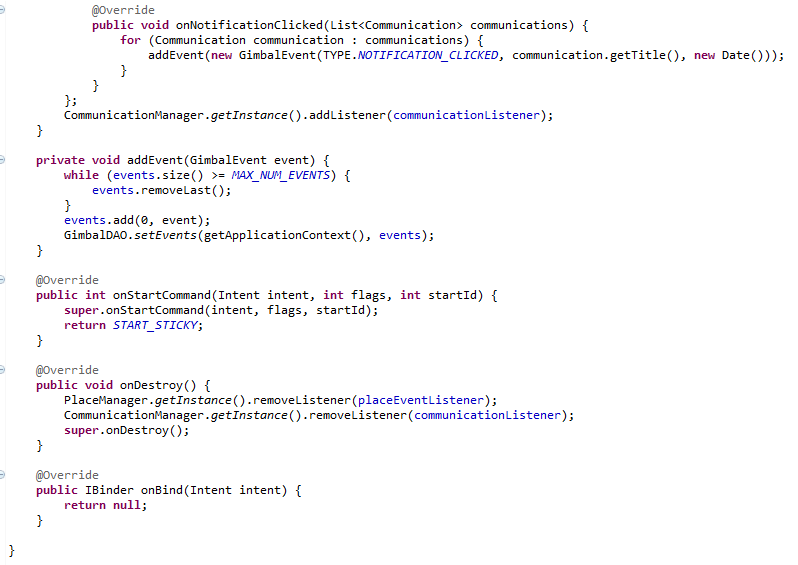 @Override
public void onNotificationClicked(List<Communication> communications) {
for (Communication communication : communications) {
addEvent(new GimbalEvent(TYPE.NOTIFICATION_CLICKED, communication.getTitle(), new Date()));
}
}
};
CommunicationManager.getInstance().addListener(communicationListener);
}
private void addEvent(GimbalEvent event) {
while (events.size() >= MAX_NUM_EVENTS) {
events.removeLast();
}
events.add(0, event);
GimbalDAO.setEvents(getApplicationContext(), events);
}
@Override
public int onStartCommand(Intent intent, int flags, int startId) {
super.onStartCommand(intent, flags, startId);
return START_STICKY;
}
@Override
public void onDestroy() {
PlaceManager.getInstance().removeListener(placeEventListener);
CommunicationManager.getInstance().removeListener(communicationListener);
super.onDestroy();
}
@Override
public IBinder onBind(Intent intent) {
return null;
}
}